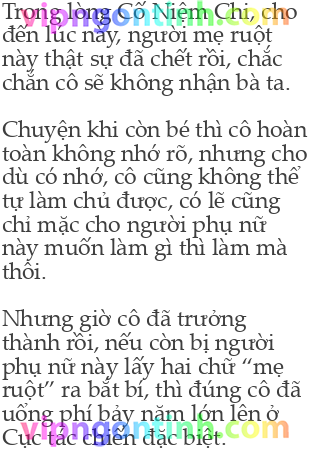 Trong lòng Cố Niệm Chi, cho
đến lúc này, người mẹ ruột
này thật sự đã chết rồi, chắc
chắn cô sẽ không nhận bà ta.
Chuyện khi còn bé thì cô hoàn
toàn không nhớ rõ, nhưng cho
dù có nhớ, cô cũng không thể
tự làm chủ được, có lẽ cũng
chỉ mặc cho người phụ nữ
này muốn làm gì thì làm mà
thôi.
Nhưng giờ cô đã trưởng
thành rồi, nếu còn bị người
phụ nữ này lấy hai chữ “mẹ
ruột” ra bắt bí, thì đúng cô đã
uổng phí bảy năm lớn lên ở
Cục tác chiến đặc biệt.
vipngontinh.com
vipngontinh.com
vipngontinh.com
vipngontinh.com